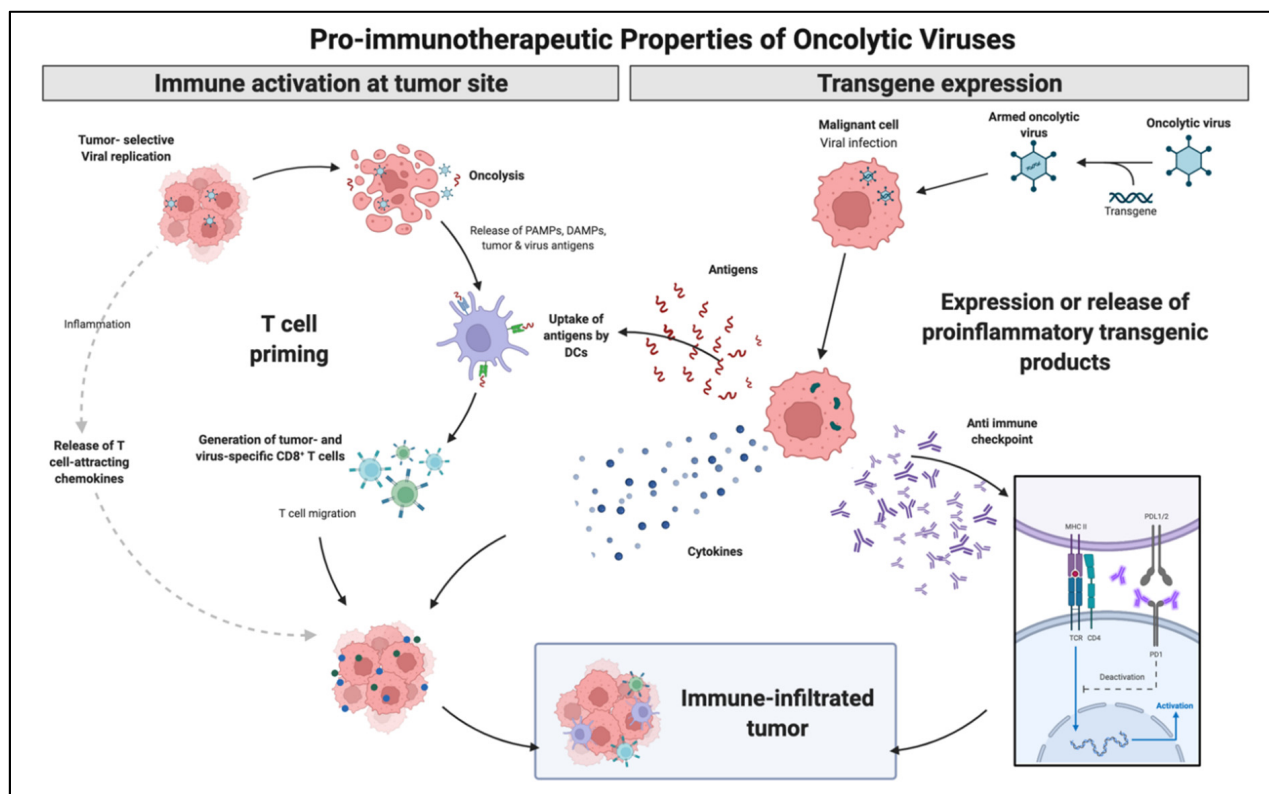 Pro-immunotherapeutic Properties of Oncolytic Viruses
Immune activation at tumor site
Transgene expression
Tumor- selective
Viral replication
Oncolysis
Release of PAMPs, DAMPs,
tumor & virus antigens
Inflammation
T cell
priming
Uptake of
antigens by
DCs
Release of T
cell-attracting
chemokines
Generation of tumor- and
virus-specific CD8⁺ T cells
T cell migration
Malignant cell
Viral infection
Armed oncolytic
virus
Oncolytic virus
Transgene
Antigens
Expression or release of
proinflammatory transgenic
products
Anti immune
checkpoint
Cytokines
MHC II
PDL1/2
TCR
CD4
PD1
Deactivation
Activation
Immune-infiltrated
tumor